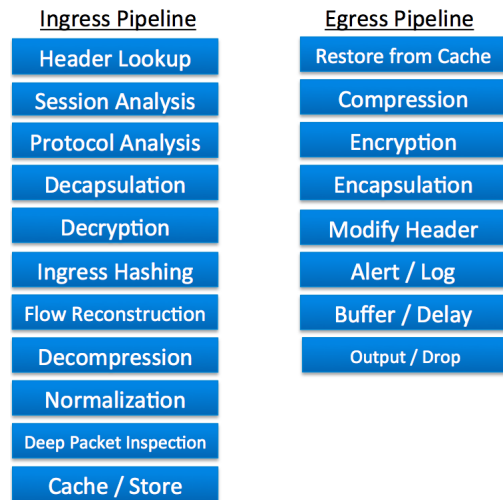 Ingress Pipeline
Header Lookup
Session Analysis
Protocol Analysis
Decapsulation
Decryption
Ingress Hashing
Flow Reconstruction
Decompression
Normalization
Deep Packet Inspection
Cache / Store
Egress Pipeline
Restore from Cache
Compression
Encryption
Encapsulation
Modify Header
Alert / Log
Buffer / Delay
Output / Drop